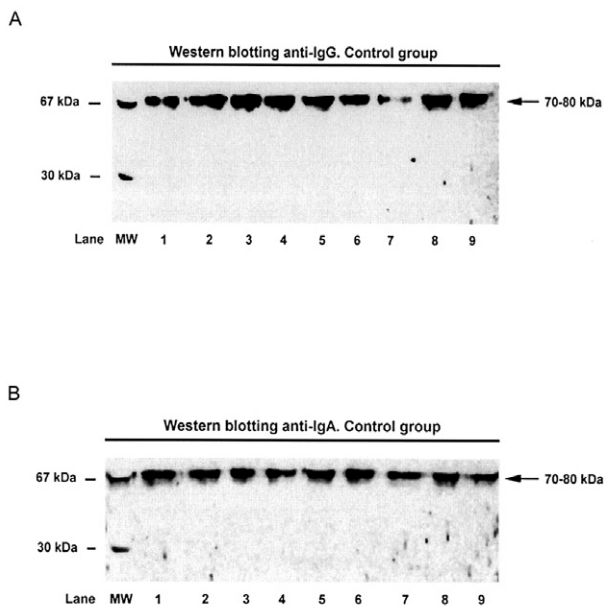 A
Western blotting anti-IgG. Control group
67 kDa
70-80 kDa
30 kDa
Lane MW 1 2 3 4 5 6 7 8 9
B
Western blotting anti-IgA. Control group
67 kDa
70-80 kDa
30 kDa
Lane MW 1 2 3 4 5 6 7 8 9